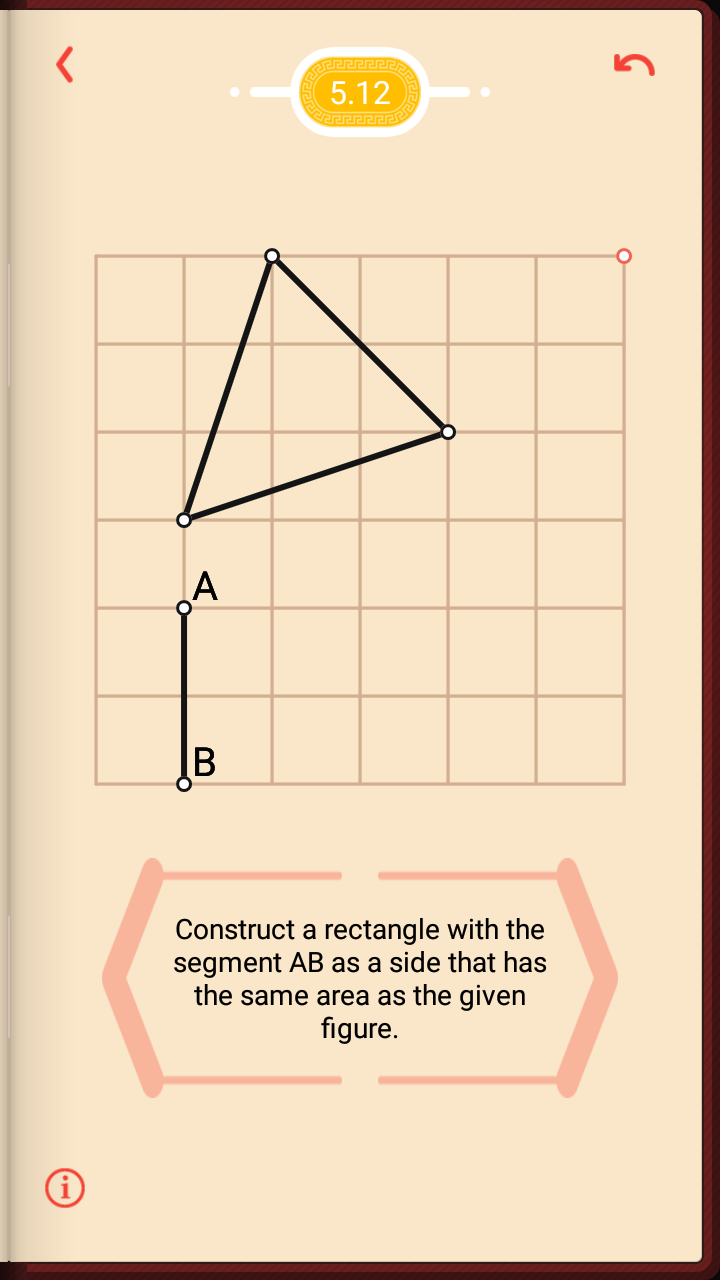 5.12
A
B
Construct a rectangle with the
segment AB as a side that has
the same area as the given
figure.
i